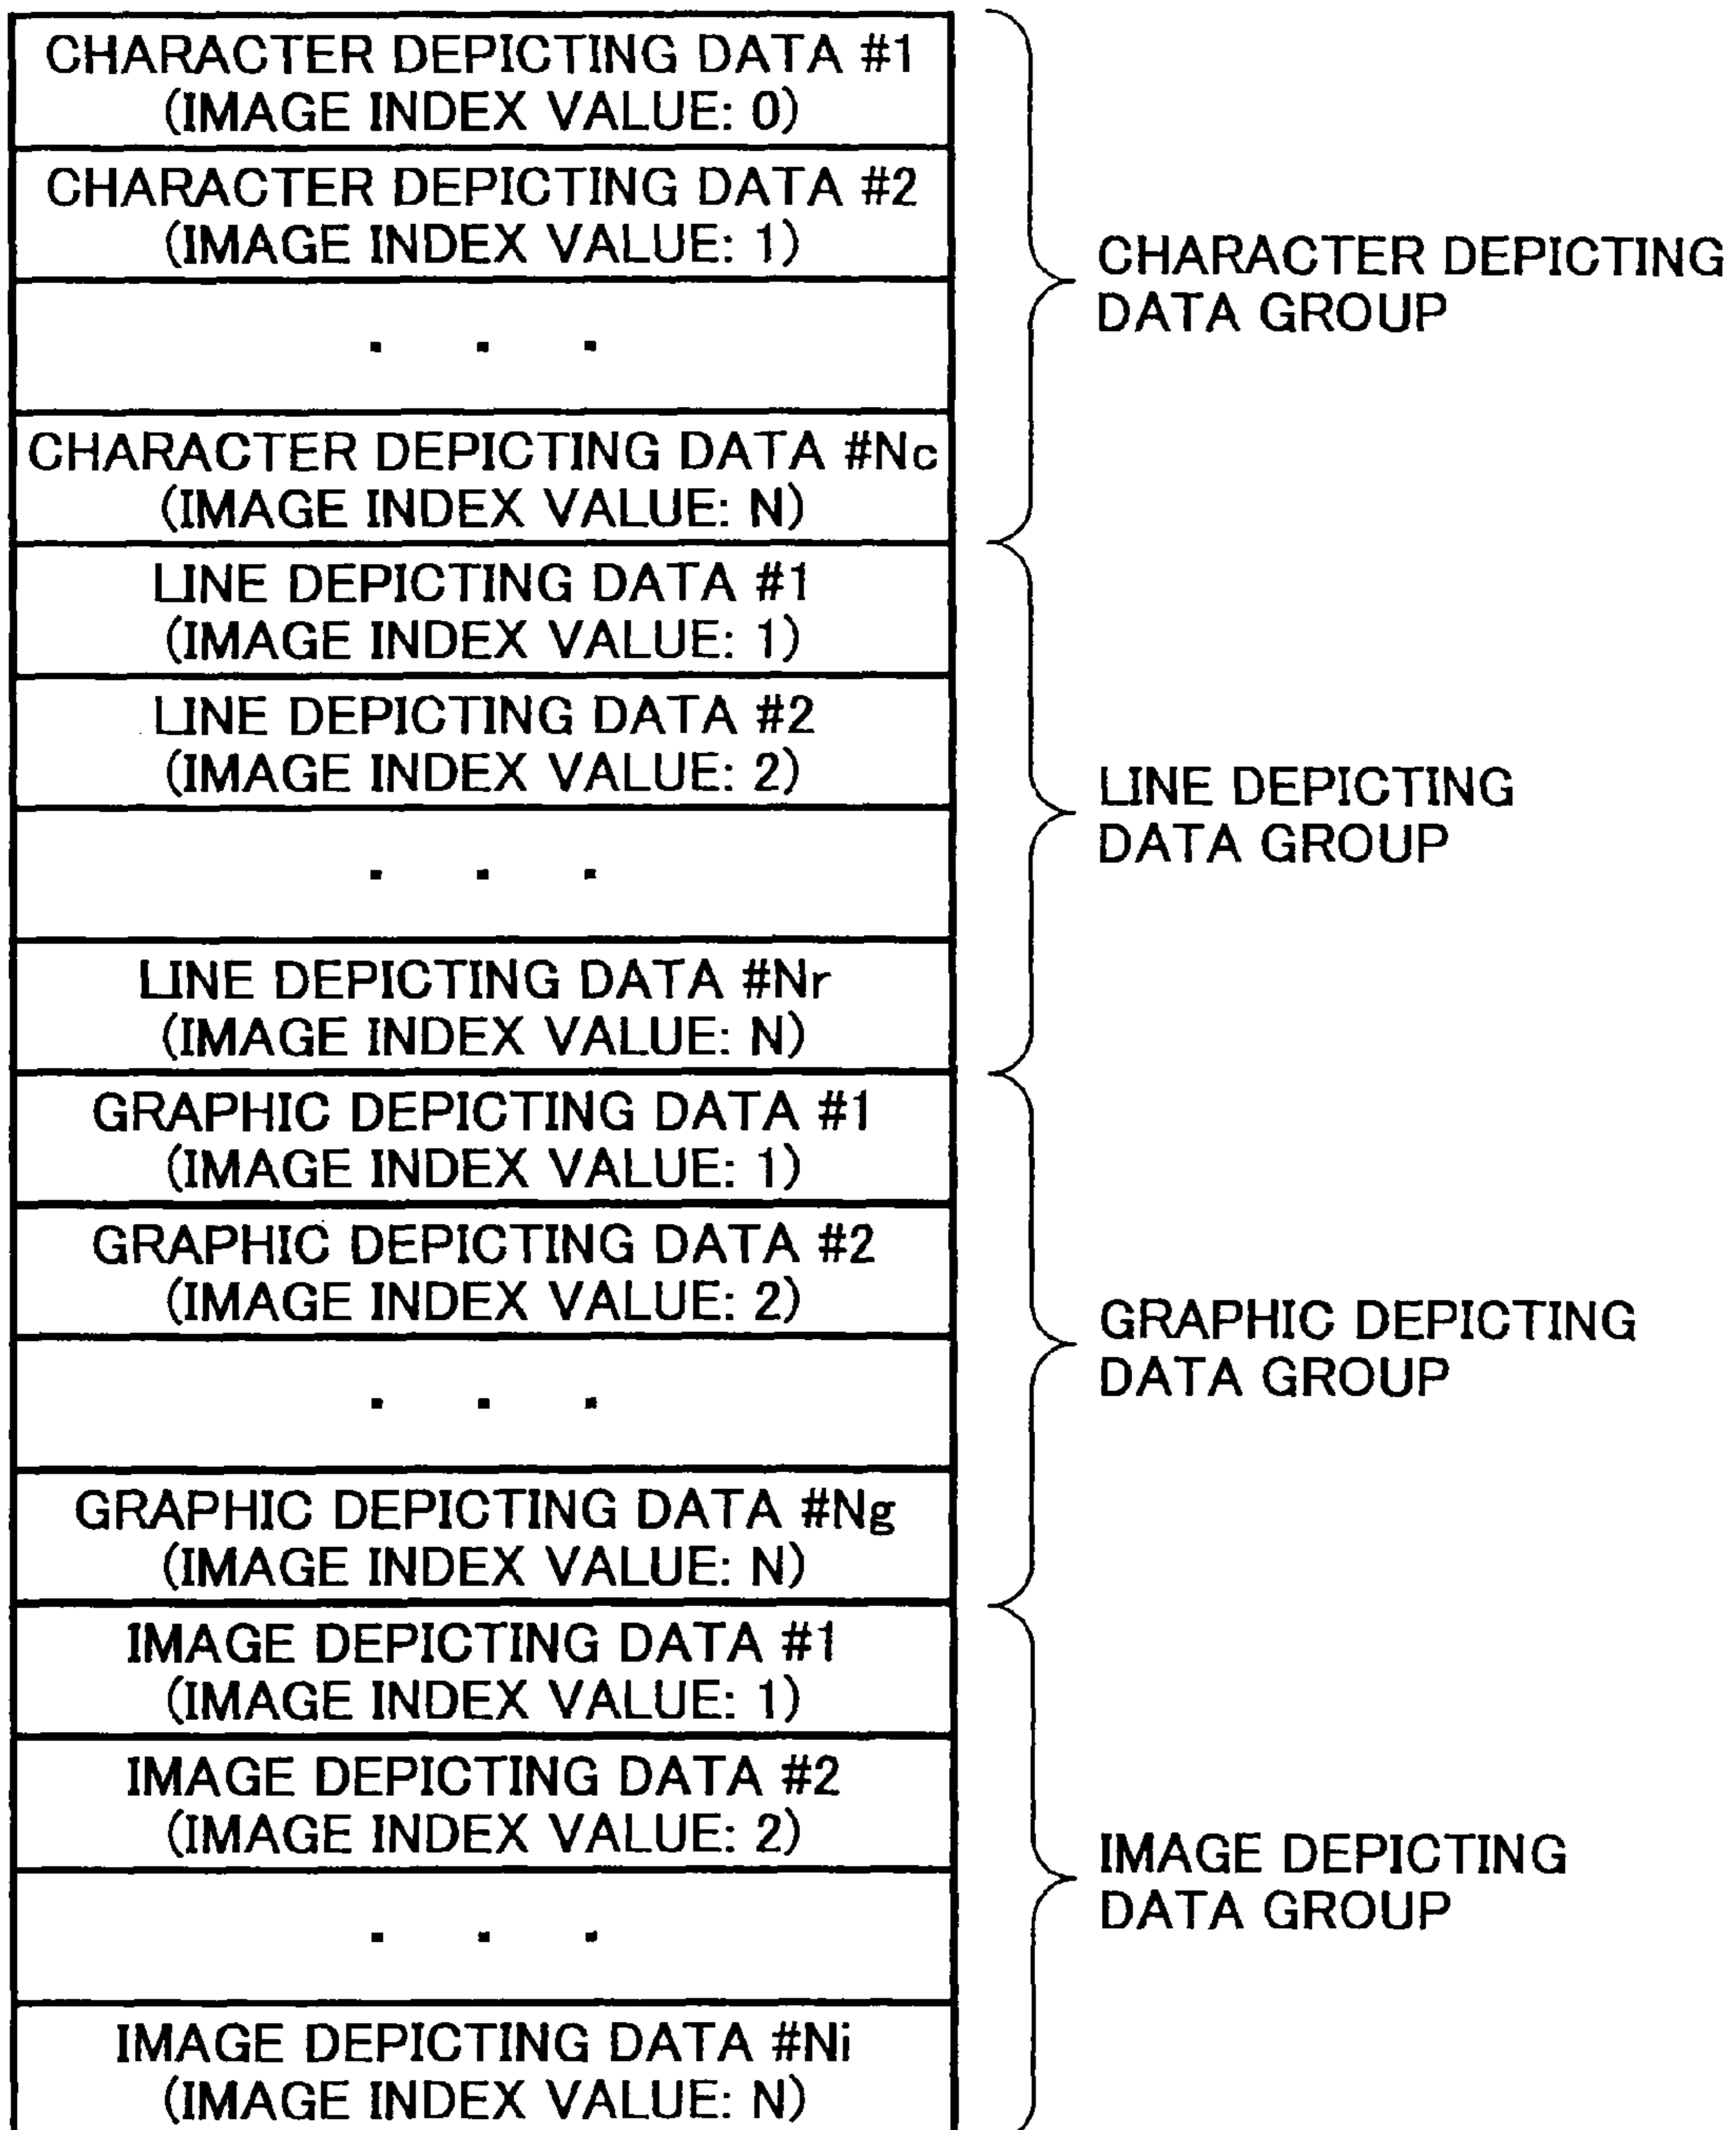 CHARACTER DEPICTING DATA #1
(IMAGE INDEX VALUE: 0)
CHARACTER DEPICTING DATA #2
(IMAGE INDEX VALUE: 1)
. . .
CHARACTER DEPICTING DATA #Nc
(IMAGE INDEX VALUE: N)
CHARACTER DEPICTING
DATA GROUP
LINE DEPICTING DATA #1
(IMAGE INDEX VALUE: 1)
LINE DEPICTING DATA #2
(IMAGE INDEX VALUE: 2)
. . .
LINE DEPICTING DATA #Nr
(IMAGE INDEX VALUE: N)
LINE DEPICTING
DATA GROUP
GRAPHIC DEPICTING DATA #1
(IMAGE INDEX VALUE: 1)
GRAPHIC DEPICTING DATA #2
(IMAGE INDEX VALUE: 2)
. . .
GRAPHIC DEPICTING DATA #Ng
(IMAGE INDEX VALUE: N)
GRAPHIC DEPICTING
DATA GROUP
IMAGE DEPICTING DATA #1
(IMAGE INDEX VALUE: 1)
IMAGE DEPICTING DATA #2
(IMAGE INDEX VALUE: 2)
. . .
IMAGE DEPICTING DATA #Ni
(IMAGE INDEX VALUE: N)
IMAGE DEPICTING
DATA GROUP